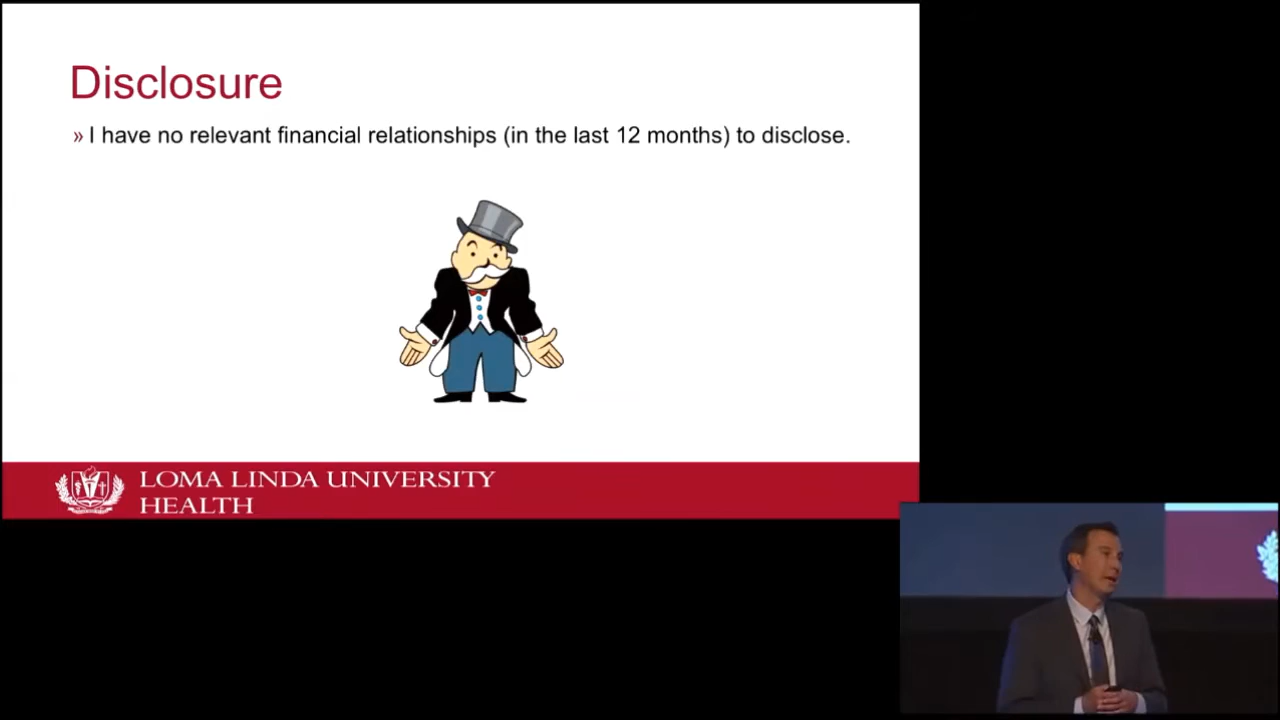 Disclosure
» I have no relevant financial relationships (in the last 12 months) to disclose.
LOMA LINDA UNIVERSITY
HEALTH